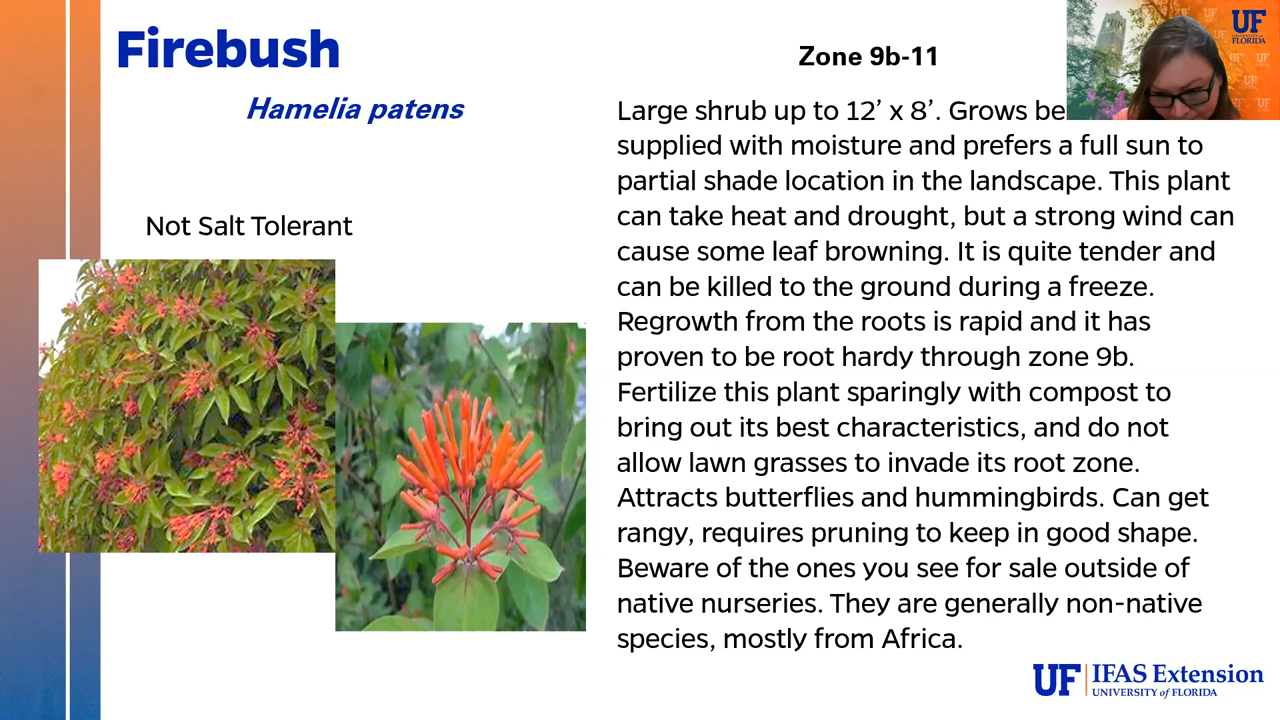 Firebush
Hamelia patens
Not Salt Tolerant
Zone 9b-11
Large shrub up to 12’ x 8’. Grows
supplied with moisture and prefers a full sun to
partial shade location in the landscape. This plant
can take heat and drought, but a strong wind can
cause some leaf browning. It is quite tender and
can be killed to the ground during a freeze.
Regrowth from the roots is rapid and it has
proven to be root hardy through zone 9b.
Fertilize this plant sparingly with compost to
bring out its best characteristics, and do not
allow lawn grasses to invade its root zone.
Attracts butterflies and hummingbirds. Can get
rangy, requires pruning to keep in good shape.
Beware of the ones you see for sale outside of
native nurseries. They are generally non-native
species, mostly from Africa.
UF
UNIVERSITY of FLORIDA
UF IFAS Extension
UNIVERSITY of FLORIDA